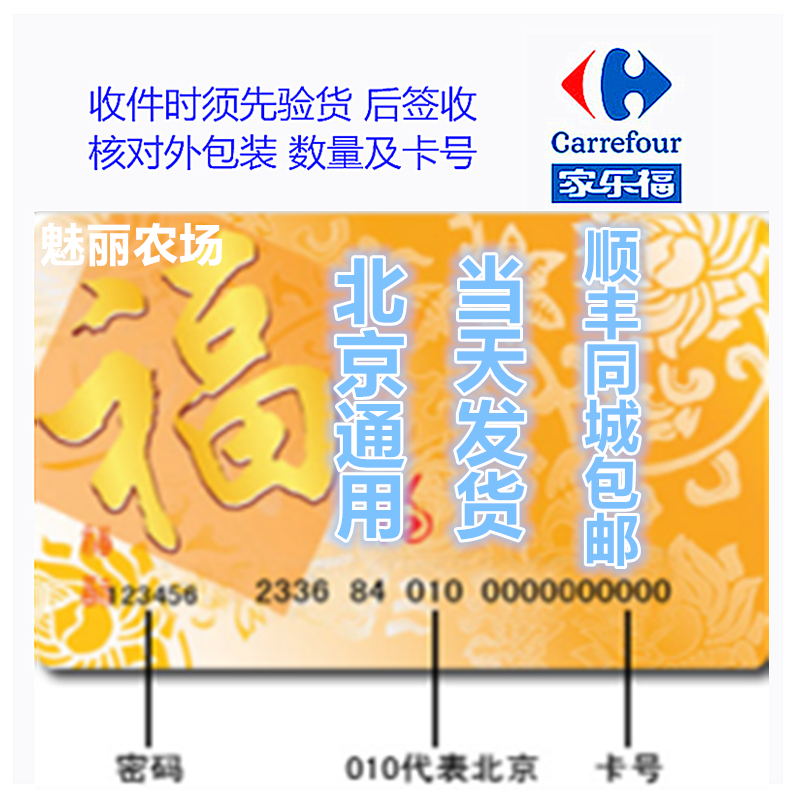 收件时须先验货 后签收
核对外包装 数量及卡号
Carrefour
家乐福
魅丽农场
福
北京通用
当天发货
顺丰同城包邮
123456 2336 84 010 0000000000
密码 010代表北京 卡号